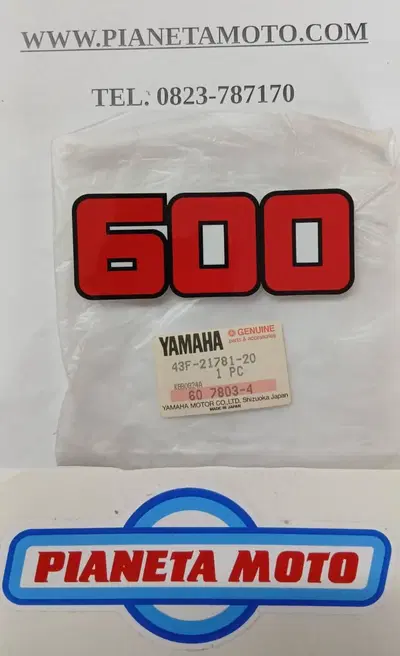 WWW.PIANETAMOTO.COM
TEL. 0823-787170
600
YAMAHA GENUINE
parts & accessories
43F-21781-20
1 PC
60 7803-4
YAMAHA MOTOR CO.,LTD, Shizuoka Japan
MADE IN JAPAN
PIANETA MOTO